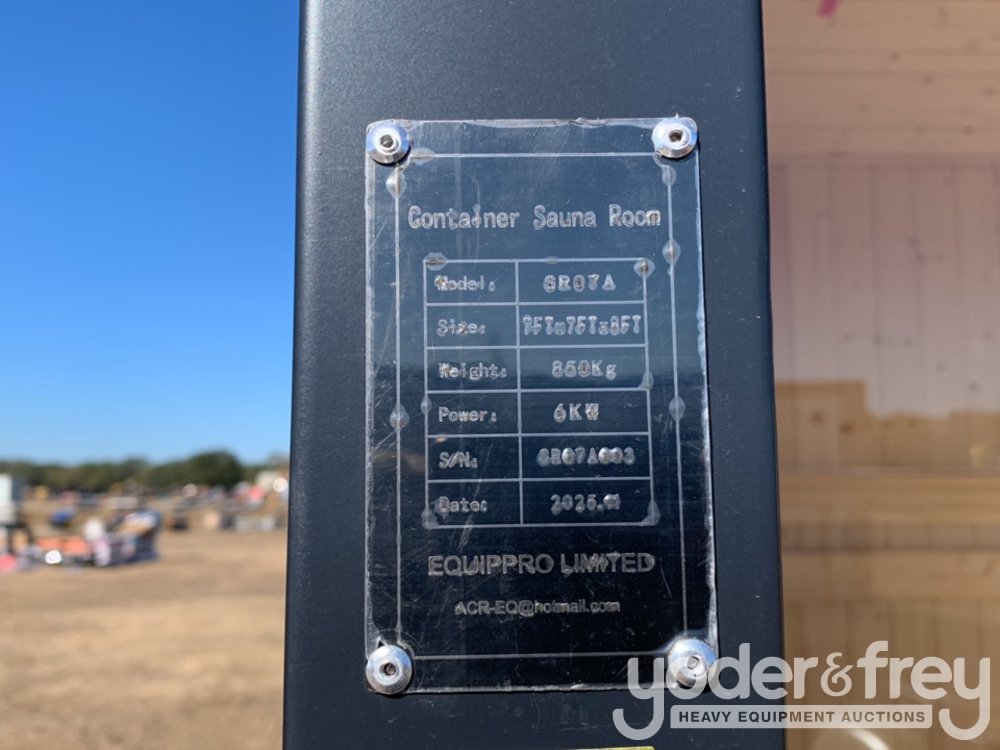 Container Sauna Room
Model: SR07A
Size: 7FTx7FTx8FT
Weight: 850Kg
Power: 6KW
S/N: SR07A003
Date:
EQUIPPRO LIMITED
ACR-EQ@hotmail.com
yoder&frey
HEAVY EQUIPMENT AUCTIONS